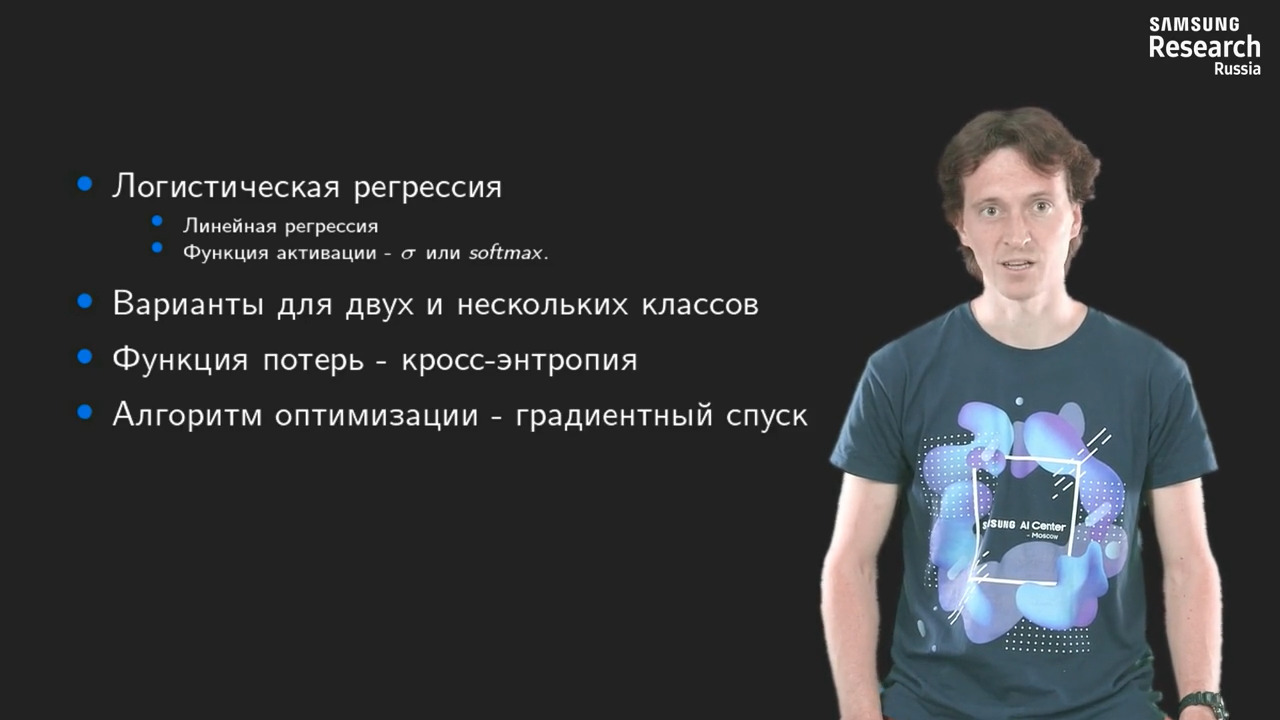 SAMSUNG
Research
Russia
Логистическая регрессия
Линейная регрессия
Функция активации - σ или softmax.
Варианты для двух и нескольких классов
Функция потерь - кросс-энтропия
Алгоритм оптимизации - градиентный спуск
SAMSUNG AI Center
- Moscow